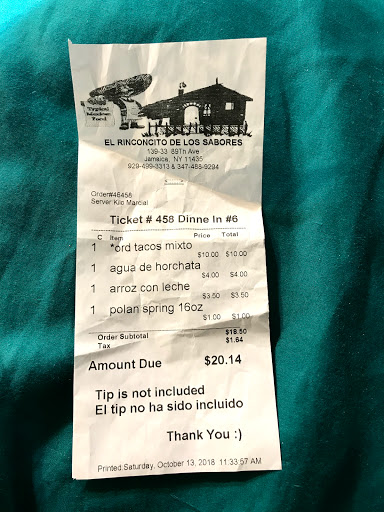 Typical
Mexican
Food
EL RINCONCITO DE LOS SABORES
139-33 89Th Ave
Jamaica, NY 11435
929-499-3313 & 347-488-9294
Order#46458
Server Kilo Marcial
Ticket # 458 Dinne In #6
C Item Price Total
1 *ord tacos mixto
$10.00 $10.00
1 agua de horchata
$4.00 $4.00
1 arroz con leche
$3.50 $3.50
1 polan spring 16oz
$1.00 $1.00
Order Subtotal $18.50
Tax $1.64
Amount Due $20.14
Tip is not included
El tip no ha sido incluido
Thank You :)
Printed:Saturday, October 13, 2018 11:33:57 AM